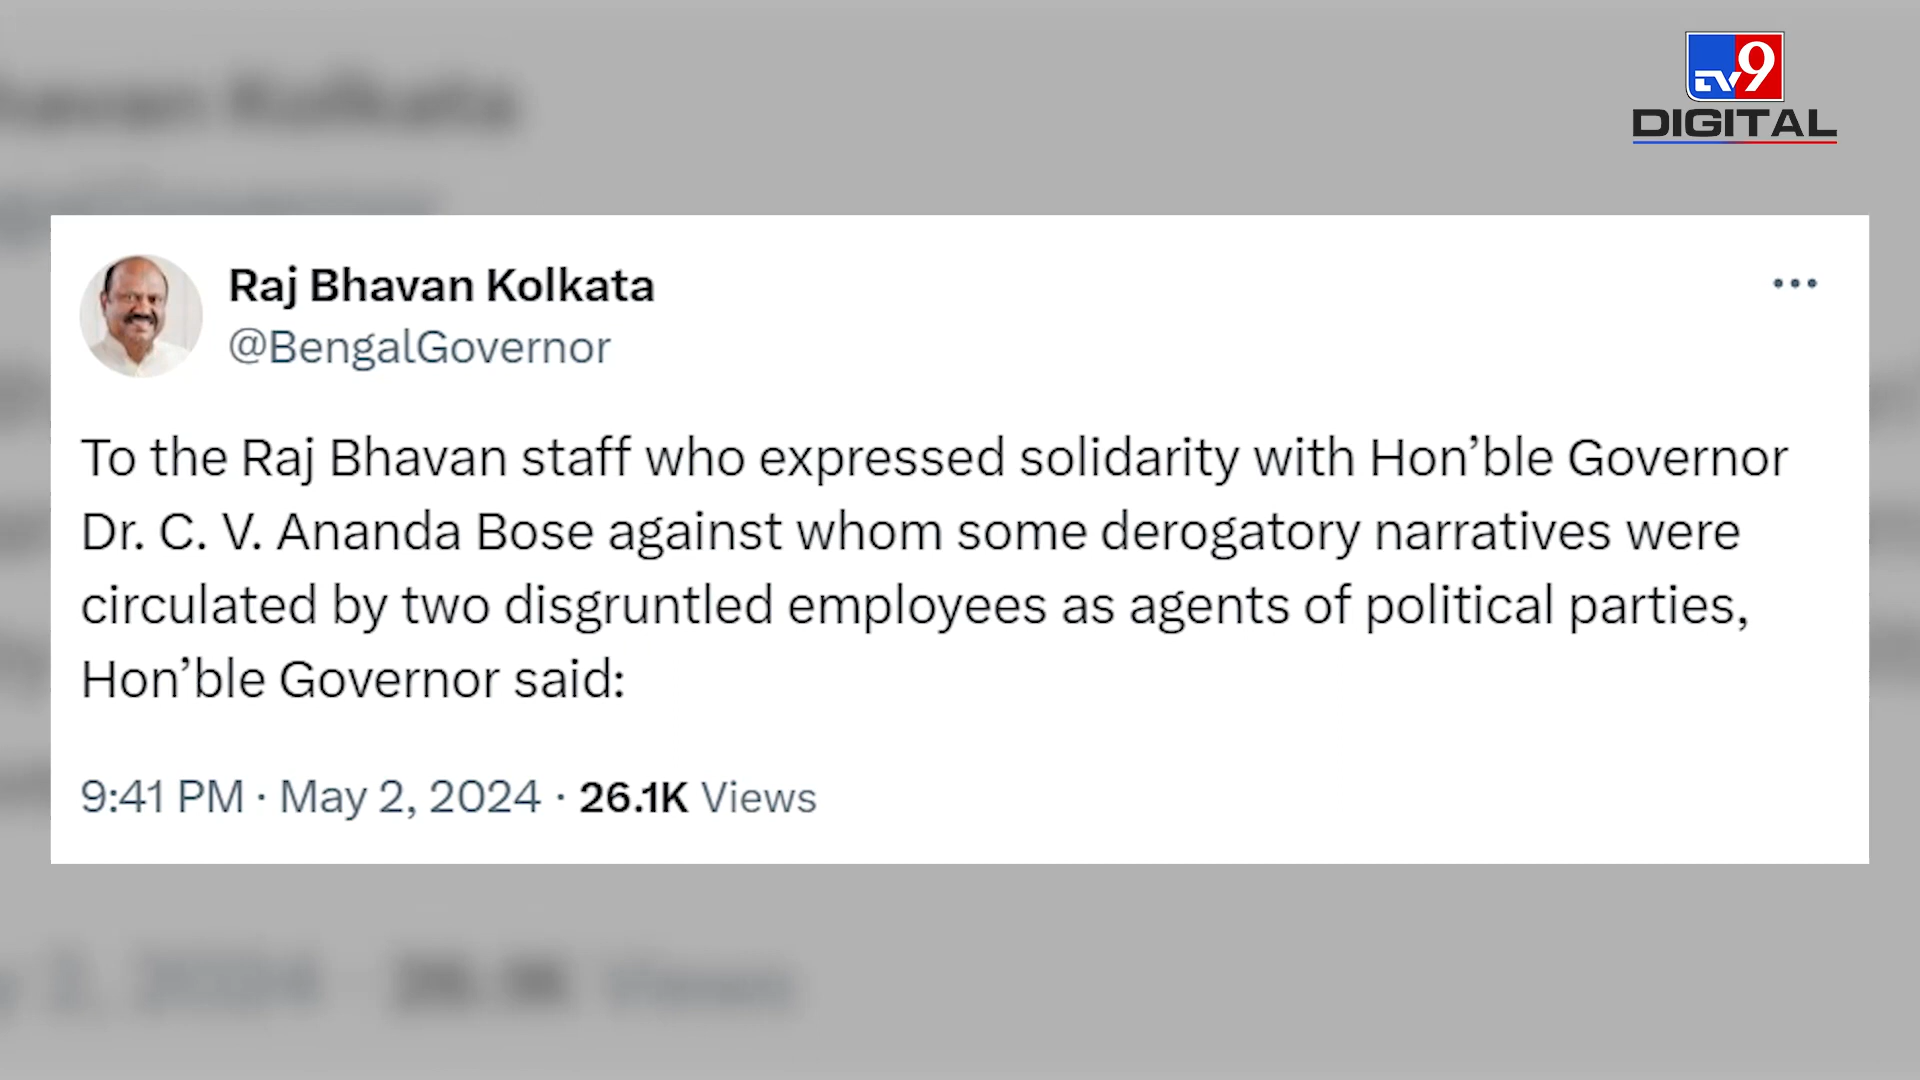 TV9
DIGITAL
Raj Bhavan Kolkata
@BengalGovernor
To the Raj Bhavan staff who expressed solidarity with Hon’ble Governor
Dr. C. V. Ananda Bose against whom some derogatory narratives were
circulated by two disgruntled employees as agents of political parties,
Hon’ble Governor said:
9:41 PM · May 2, 2024 · 26.1K Views